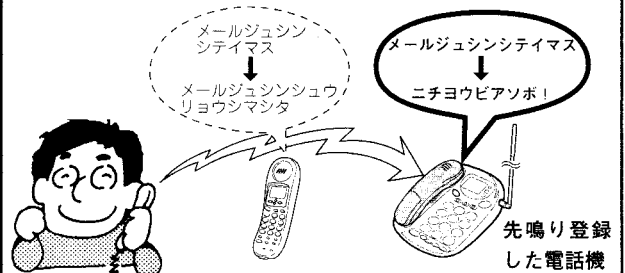 メールジュシン
シテイマス
メールジュシンシュウ
リョウシマシタ
メールジュシンシテイマス
ニチヨウビアソボ！
先鳴り登録
した電話機